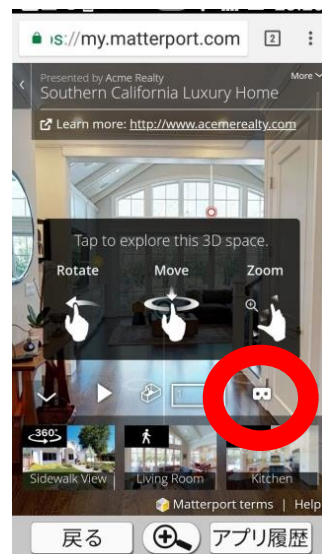 s://my.matterport.com
2
Presented by Acme Realty
More
Southern California Luxury Home
Learn more: http://www.acemerealty.com
Tap to explore this 3D space.
Rotate Move Zoom
360°
Sidewalk View Living Room Kitchen
Matterport terms | Help
戻る アプリ履歴